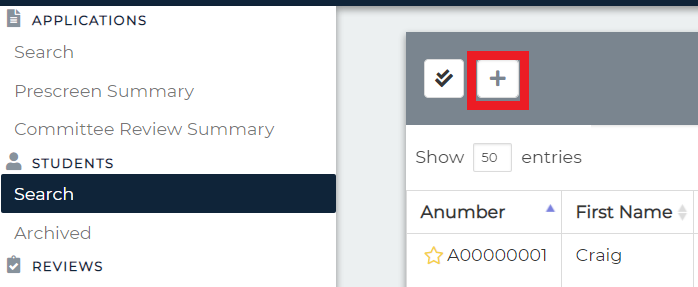 APPLICATIONS
Search
Prescreen Summary
Committee Review Summary
STUDENTS
Search
Archived
REVIEWS
Show 50 entries
Anumber First Name
A00000001 Craig